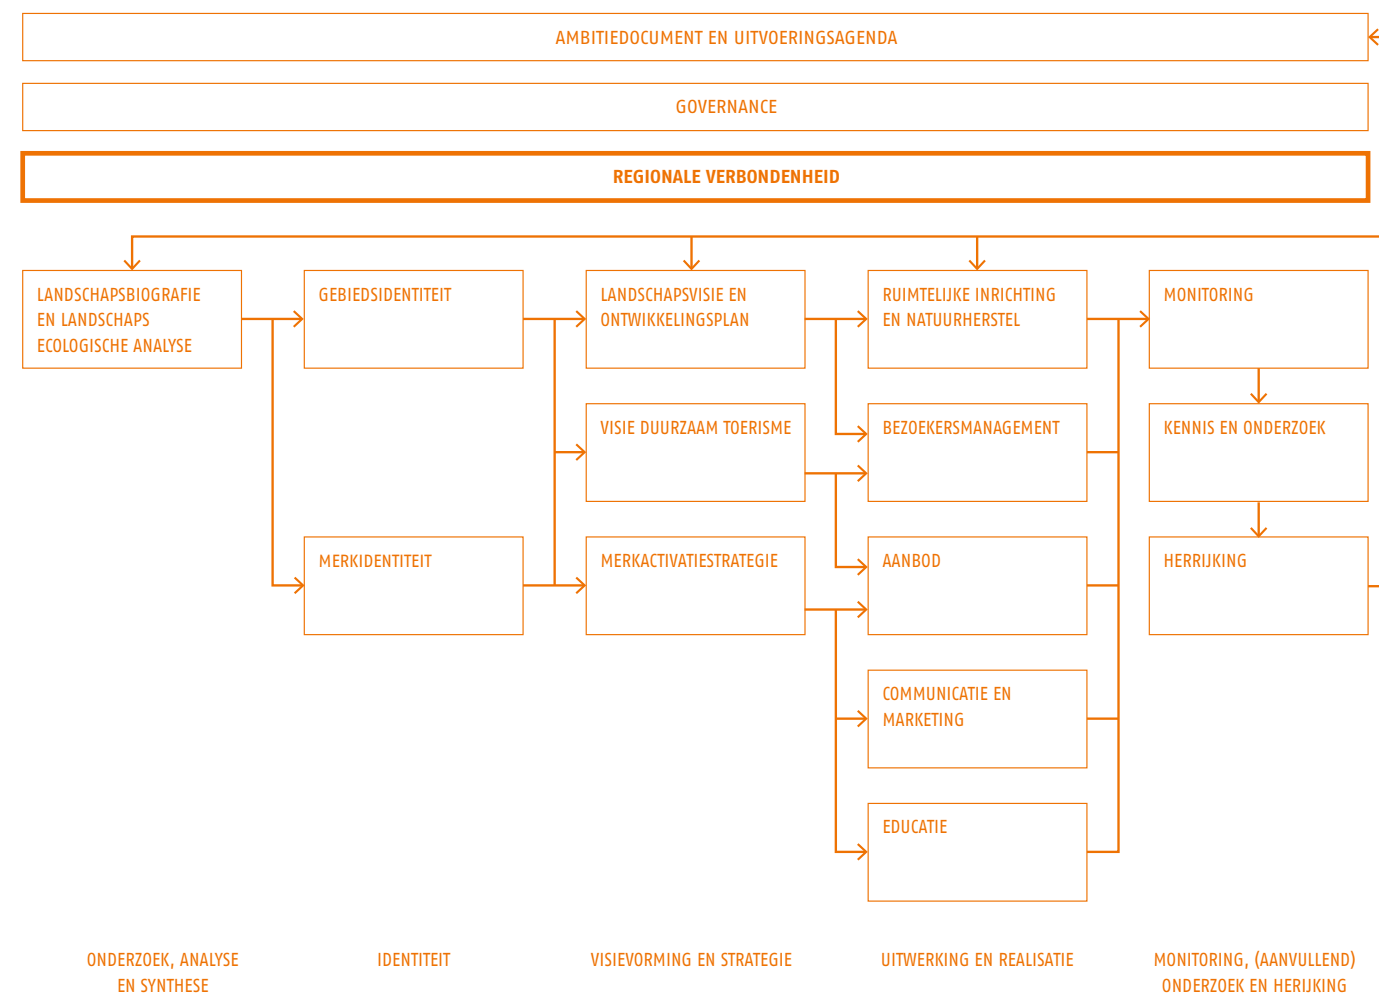 AMBITIEDOCUMENT EN UITVOERINGSAGENDA
GOVERNANCE
REGIONALE VERBONDENHEID
LANDSCHAPSBIOGRAFIE
EN LANDSCHAPS
ECOLOGISCHE ANALYSE
GEBIEDSIDENTITEIT
MERKIDENTITEIT
LANDSCHAPSVISIE EN
ONTWIKKELINGSPLAN
VISIE DUURZAAM TOERISME
MERKACTIVATIESTRATEGIE
RUIMTELIJKE INRICHTING
EN NATUURHERSTEL
BEZOEKERSMANAGEMENT
AANBOD
COMMUNICATIE EN
MARKETING
EDUCATIE
MONITORING
KENNIS EN ONDERZOEK
HERRIJKING
ONDERZOEK, ANALYSE
EN SYNTHESE
IDENTITEIT
VISIEVORMING EN STRATEGIE
UITWERKING EN REALISATIE
MONITORING, (AANVULLEND)
ONDERZOEK EN HERIJKING